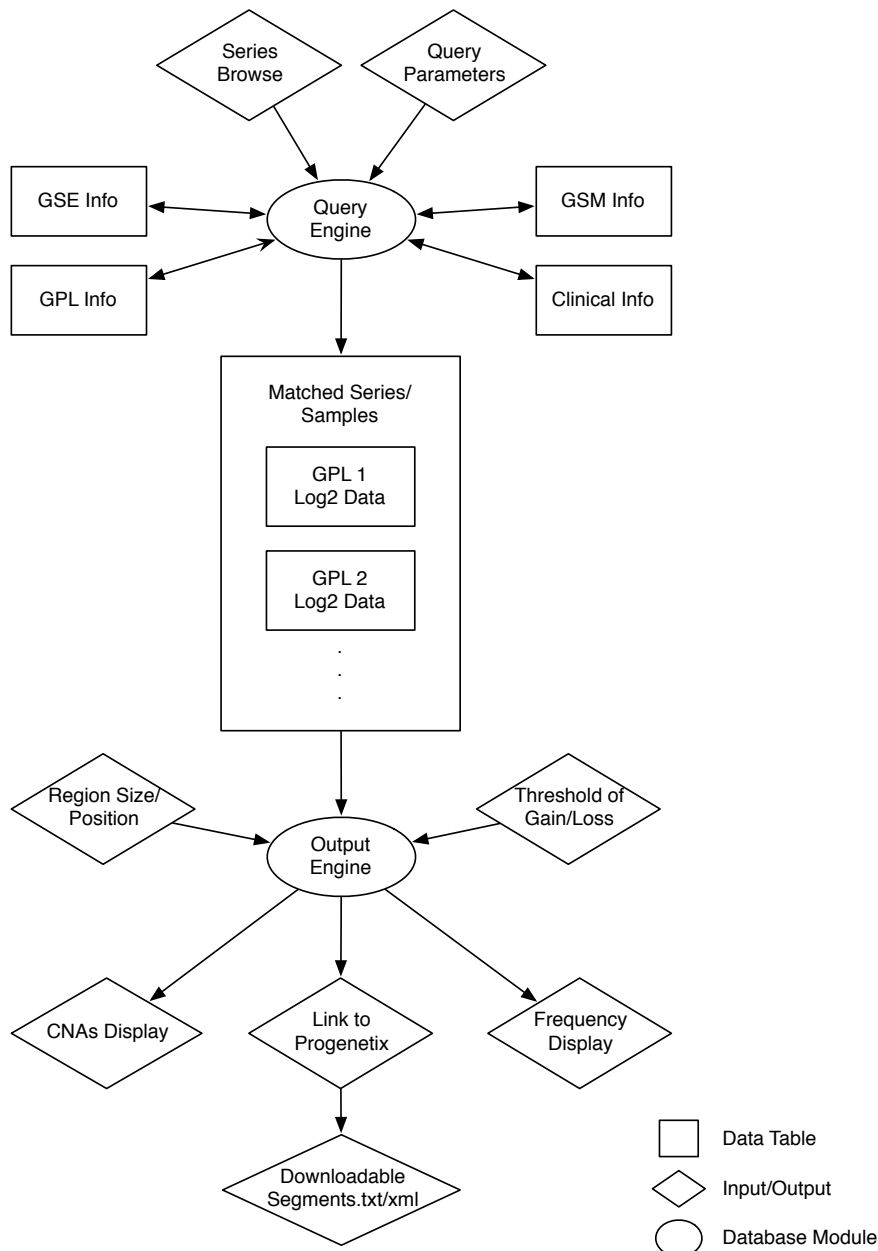 Series
Browse
Query
Parameters
GSE Info
Query
Engine
GSM Info
GPL Info
Clinical Info
Matched Series/
Samples
GPL 1
Log2 Data
GPL 2
Log2 Data
.
.
.
Region Size/
Position
Threshold of
Gain/Loss
Output
Engine
CNAs Display
Link to
Progenetix
Frequency
Display
Downloadable
Segments.txt/xml
Data Table
Input/Output
Database Module